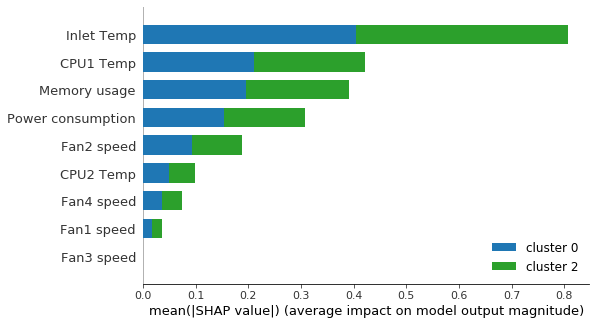 Inlet Temp
CPU1 Temp
Memory usage
Power consumption
Fan2 speed
CPU2 Temp
Fan4 speed
Fan1 speed
Fan3 speed
cluster 0
cluster 2
0.0 0.1 0.2 0.3 0.4 0.5 0.6 0.7 0.8
mean(|SHAP value|) (average impact on model output magnitude)